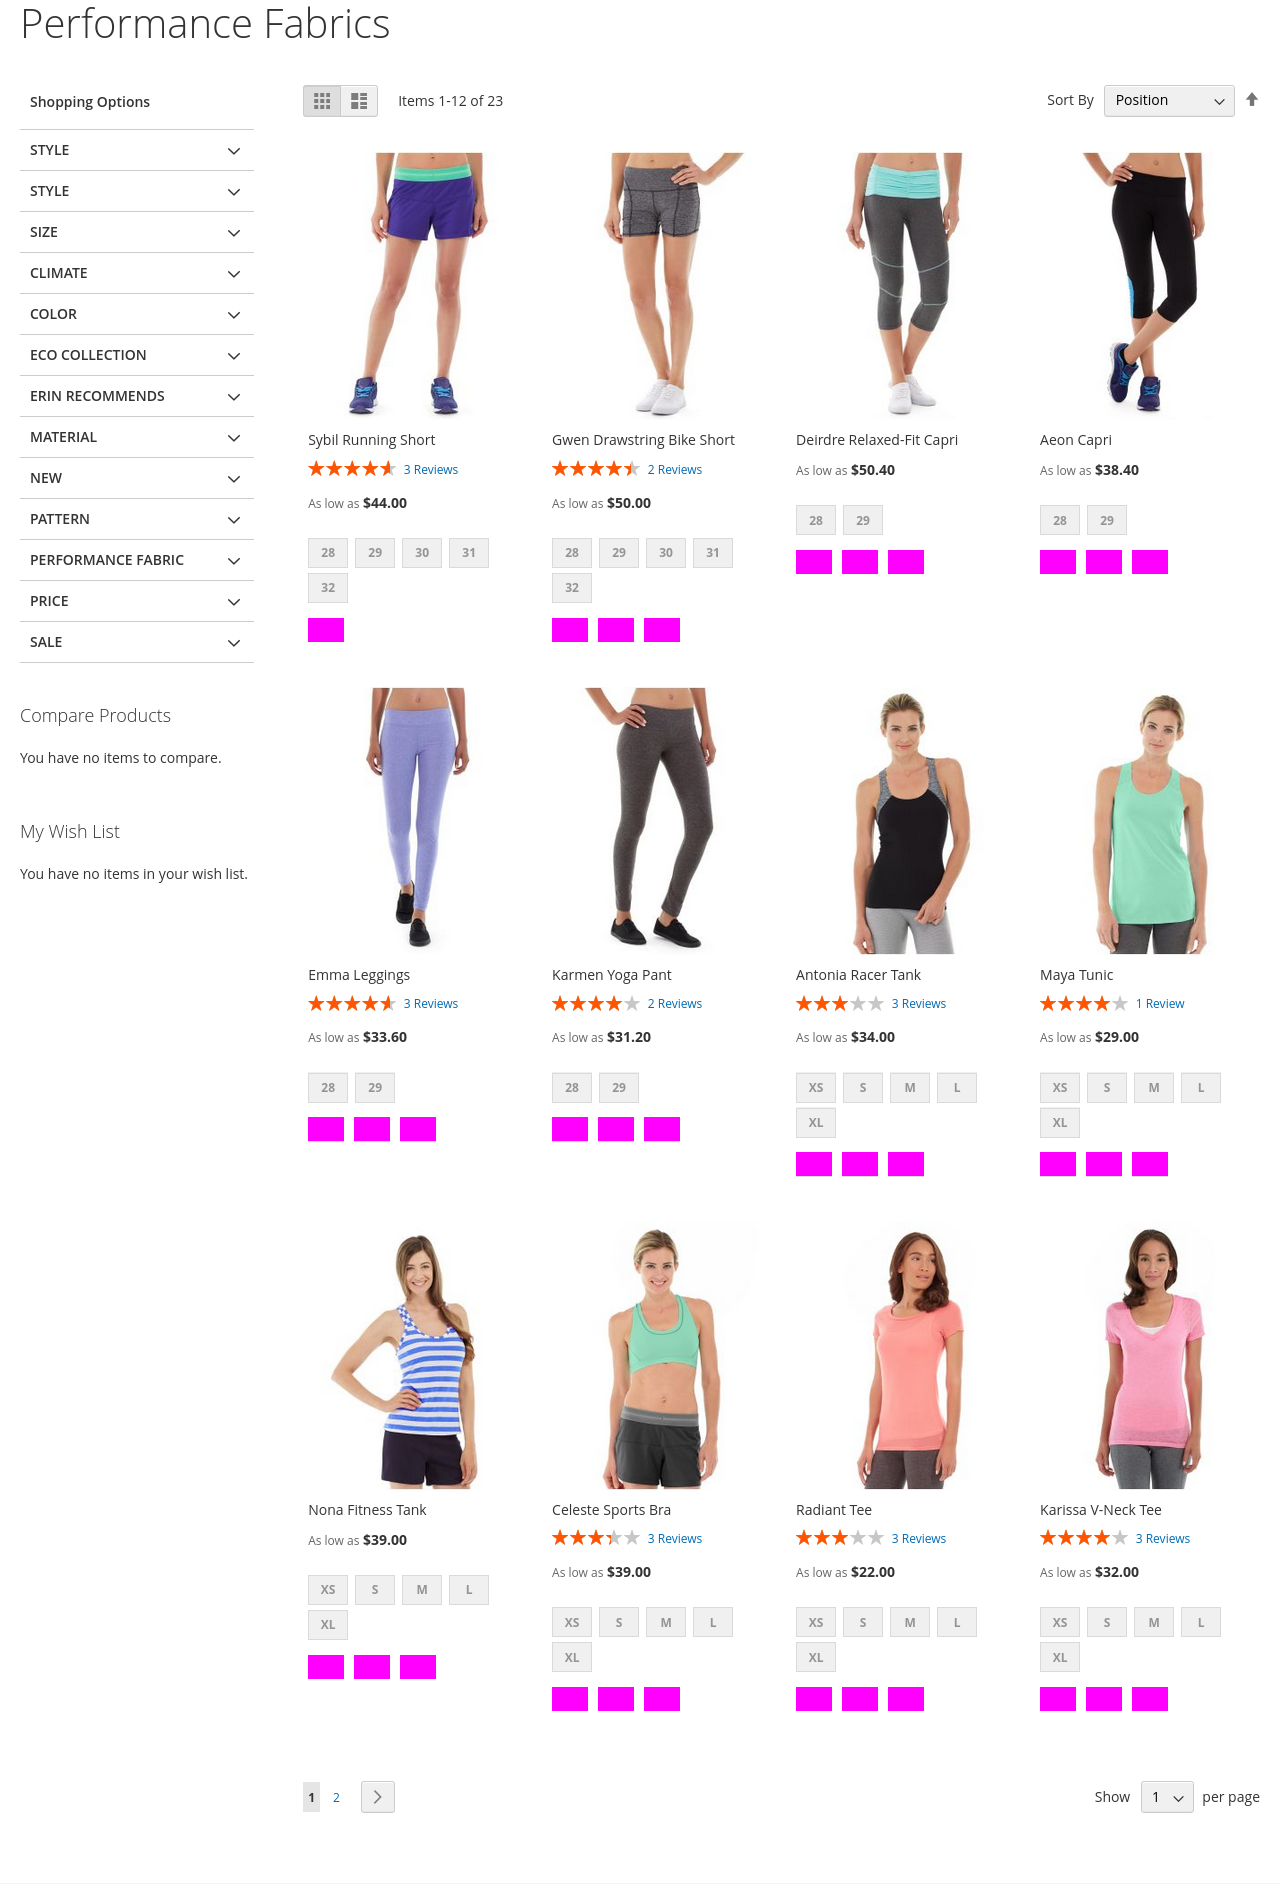 Performance Fabrics
Shopping Options
STYLE
STYLE
SIZE
CLIMATE
COLOR
ECO COLLECTION
ERIN RECOMMENDS
MATERIAL
NEW
PATTERN
PERFORMANCE FABRIC
PRICE
SALE
Compare Products
You have no items to compare.
My Wish List
You have no items in your wish list.
Items 1-12 of 23
Sort By Position
Sybil Running Short
3 Reviews
As low as $44.00
28 29 30 31
32
Gwen Drawstring Bike Short
2 Reviews
As low as $50.00
28 29 30 31
32
Deirdre Relaxed-Fit Capri
As low as $50.40
28 29
Aeon Capri
As low as $38.40
28 29
Emma Leggings
3 Reviews
As low as $33.60
28 29
Karmen Yoga Pant
2 Reviews
As low as $31.20
28 29
Antonia Racer Tank
3 Reviews
As low as $34.00
XS S M L
XL
Maya Tunic
1 Review
As low as $29.00
XS S M L
XL
Nona Fitness Tank
As low as $39.00
XS S M L
XL
Celeste Sports Bra
3 Reviews
As low as $39.00
XS S M L
XL
Radiant Tee
3 Reviews
As low as $22.00
XS S M L
XL
Karissa V-Neck Tee
3 Reviews
As low as $32.00
XS S M L
XL
1 2
Show 1 per page